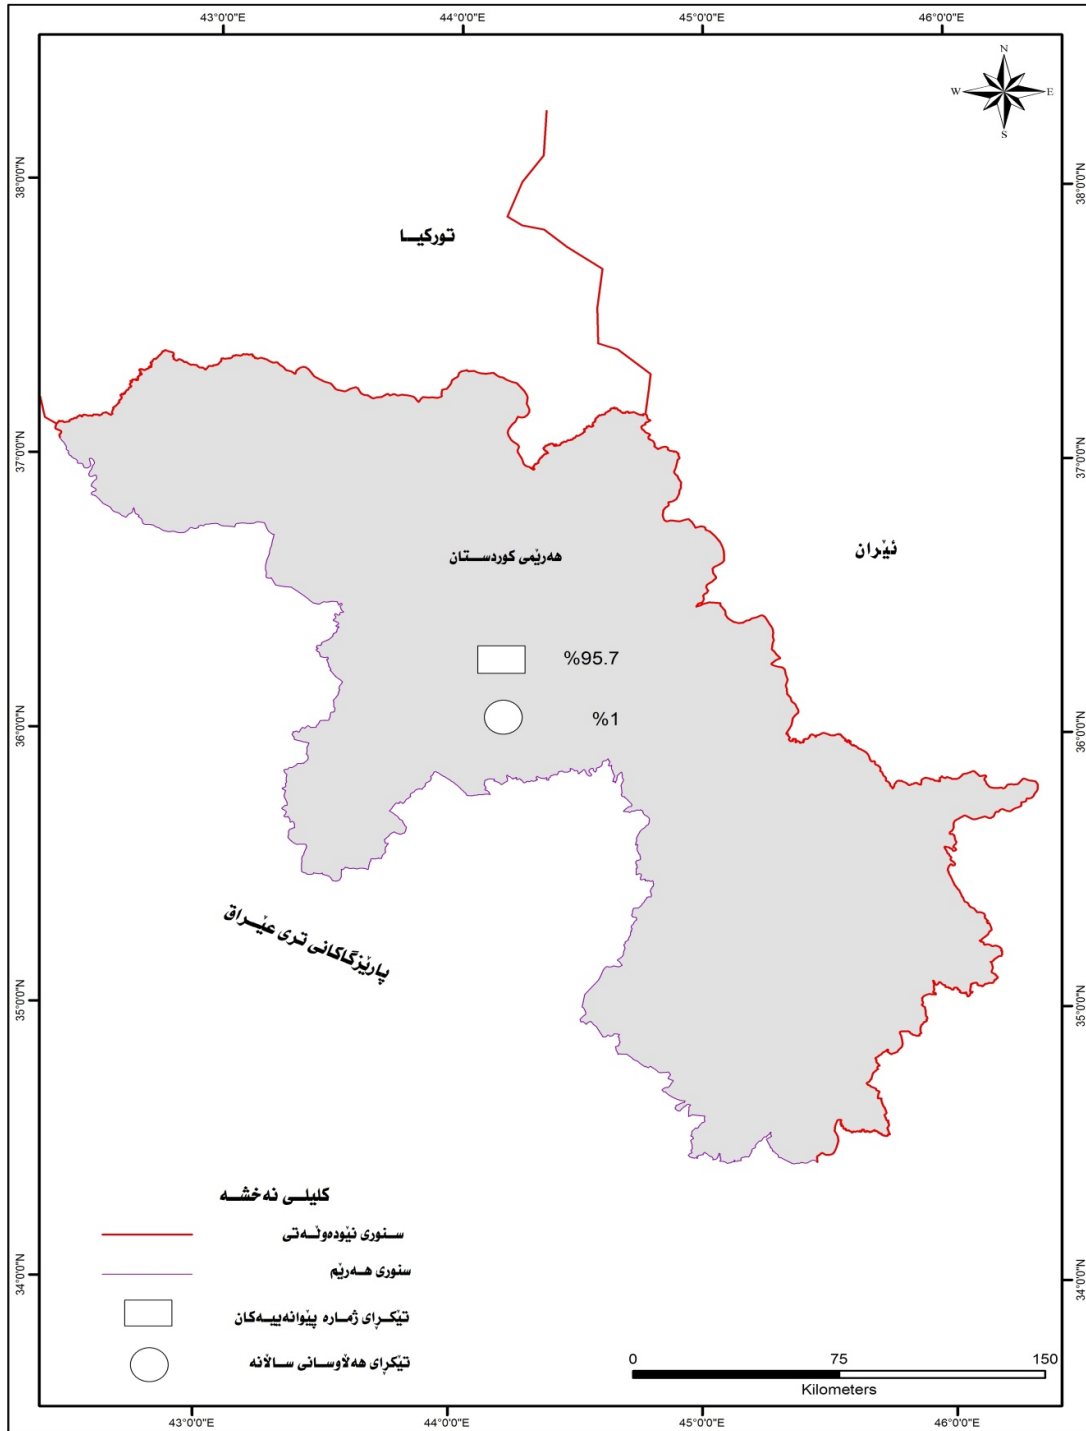 43°0'0"E 44°0'0"E 45°0'0"E 46°0'0"E
N
W E
S
38°0'0"N 38°0'0"N
تورکیا
37°0'0"N 37°0'0"N
ئێران
هەرێمی کوردستان
%95.7
%1
36°0'0"N 36°0'0"N
پارێزگاکانی تری عێراق
35°0'0"N 35°0'0"N
کلیلی نەخشە
سنوری نێودەوڵەتی
سنوری هەرێم
34°0'0"N 34°0'0"N
تێکڕای ژمارە پێوانەییەکان
تێکڕای هەڵاوسانی ساڵانە
0 75 150
Kilometers
43°0'0"E 44°0'0"E 45°0'0"E 46°0'0"E